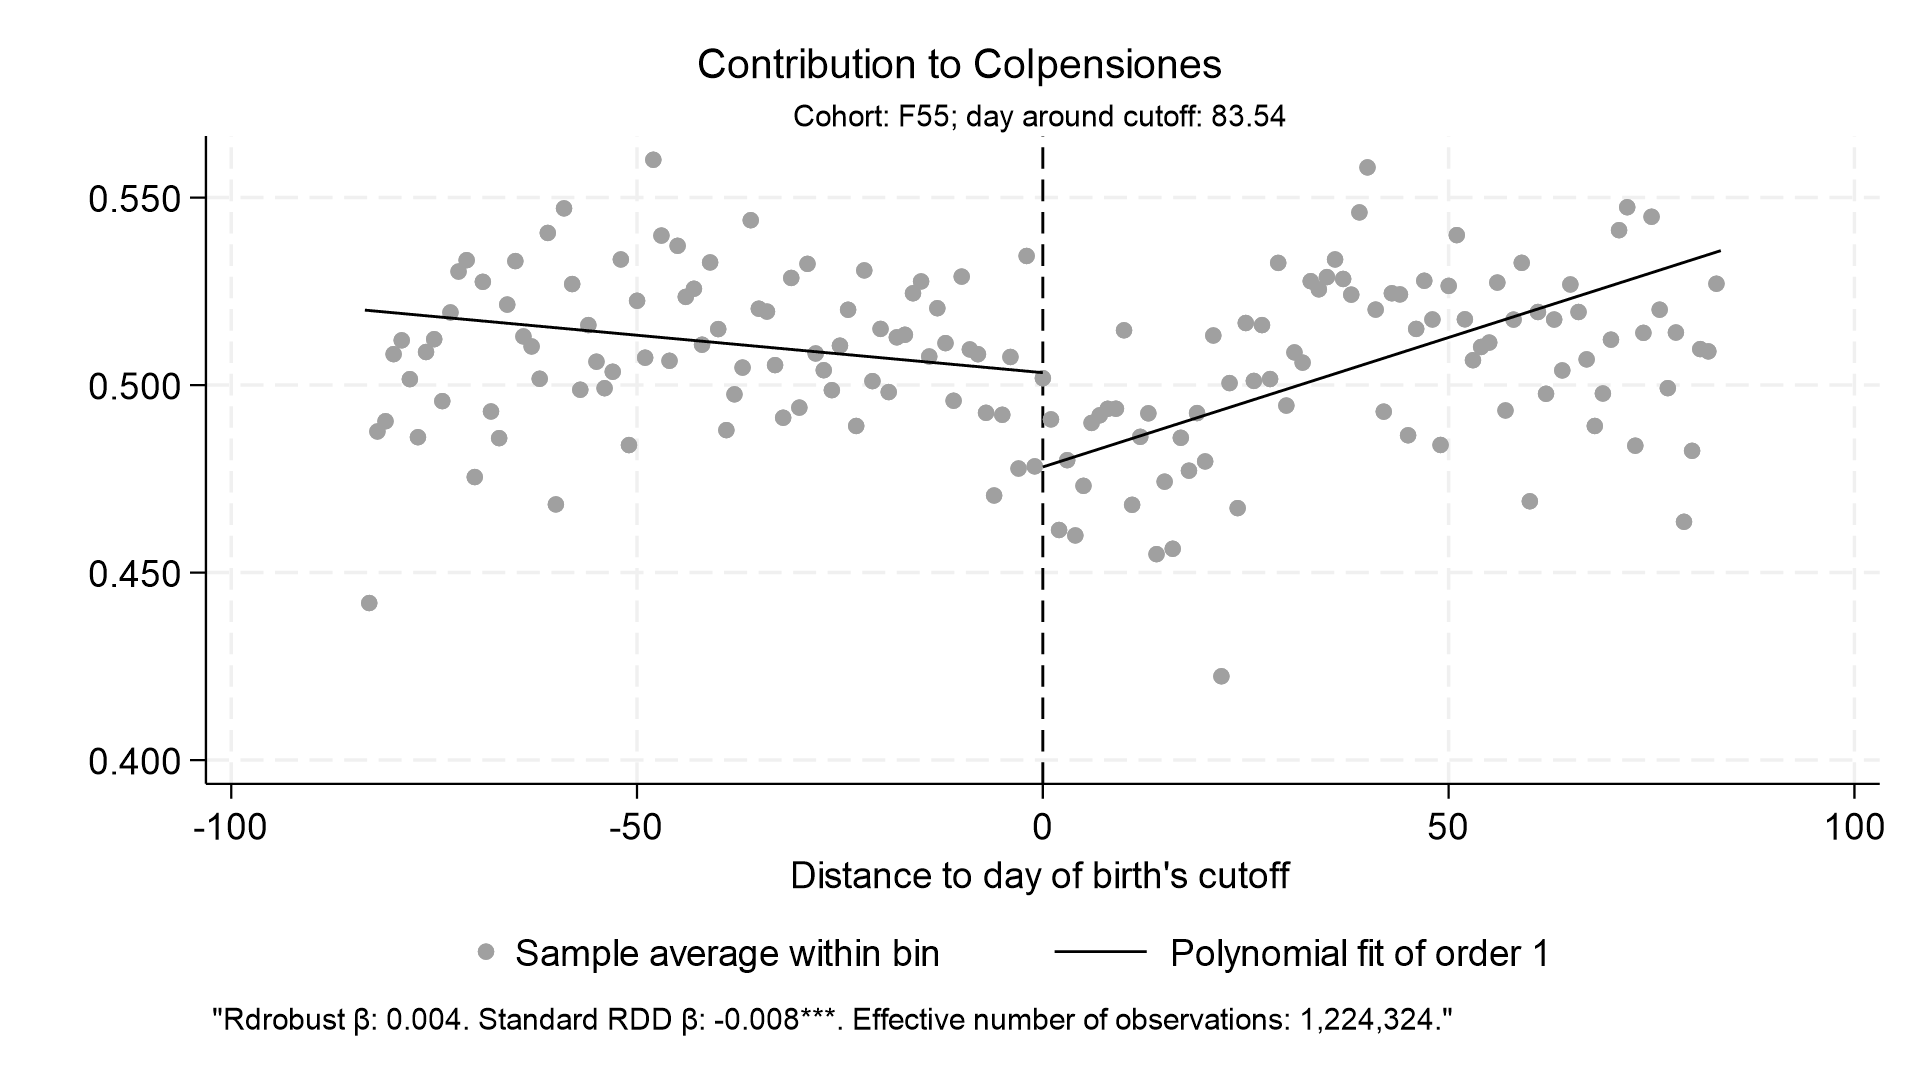 Contribution to Colpensiones
Cohort: F55; day around cutoff: 83.54
0.550
0.500
0.450
0.400
-100 -50 0 50 100
Distance to day of birth's cutoff
Sample average within bin Polynomial fit of order 1
"Rdrobust β: 0.004. Standard RDD β: -0.008***. Effective number of observations: 1,224,324."